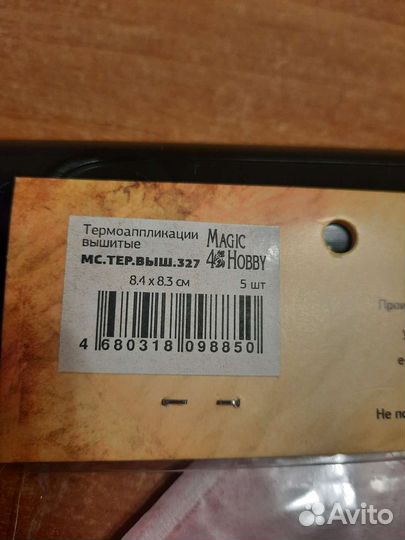 Термоаппликации
вышитые
MAGIC
4 HOBBY
МС.ТЕР.ВЫШ.327
8.4 x 8.3 см
5 шт
4 680318 098850
Не по
Avito